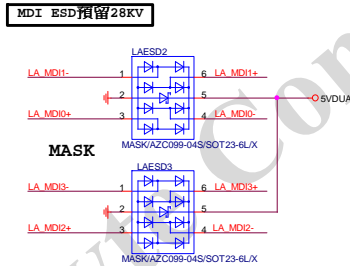 MDI ESD預留28KV
LAESD2
LA_MDI1- 1 6 LA_MDI1+
2 5 5VDUA
LA_MDI0+ 3 4 LA_MDI0-
MASK/AZC099-04S/SOT23-6L/X
MASK
LAESD3
LA_MDI3- 1 6 LA_MDI3+
2 5
LA_MDI2+ 3 4 LA_MDI2-
MASK/AZC099-04S/SOT23-6L/X